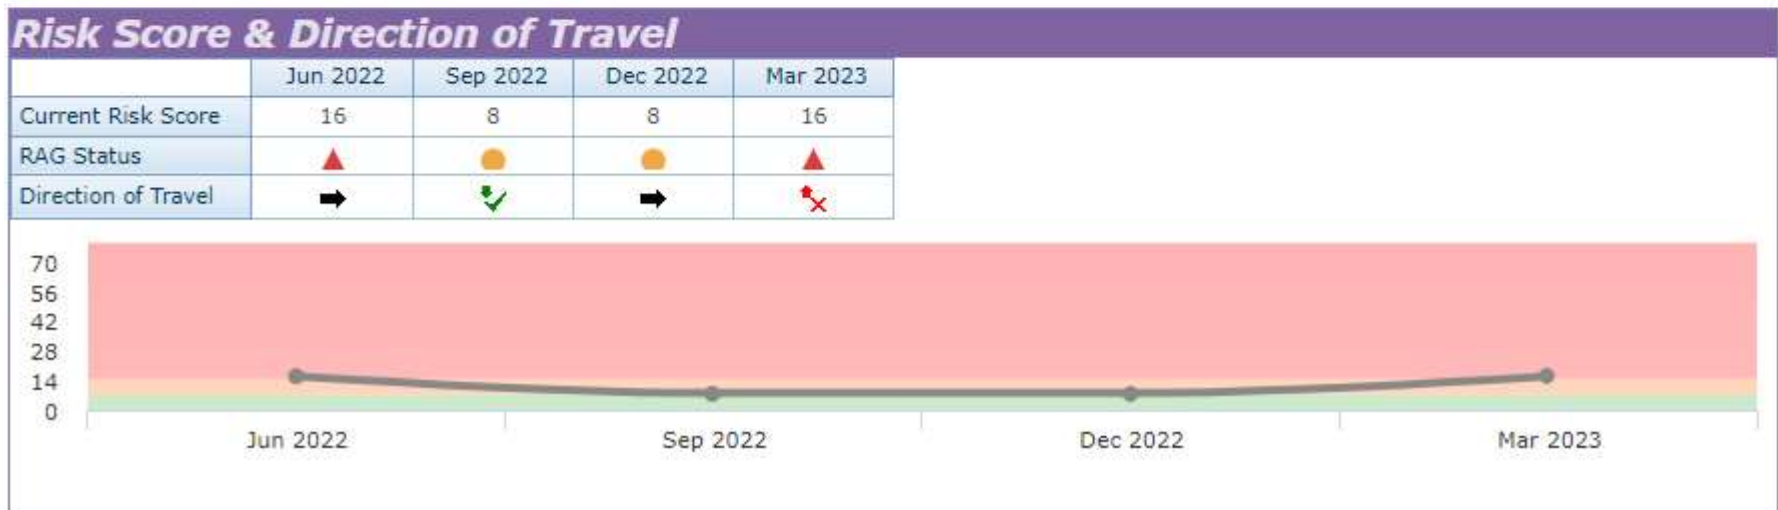 Risk Score & Direction of Travel
Jun 2022 Sep 2022 Dec 2022 Mar 2023
Current Risk Score 16 8 8 16
RAG Status
Direction of Travel
70
56
42
28
14
0
Jun 2022 Sep 2022 Dec 2022 Mar 2023